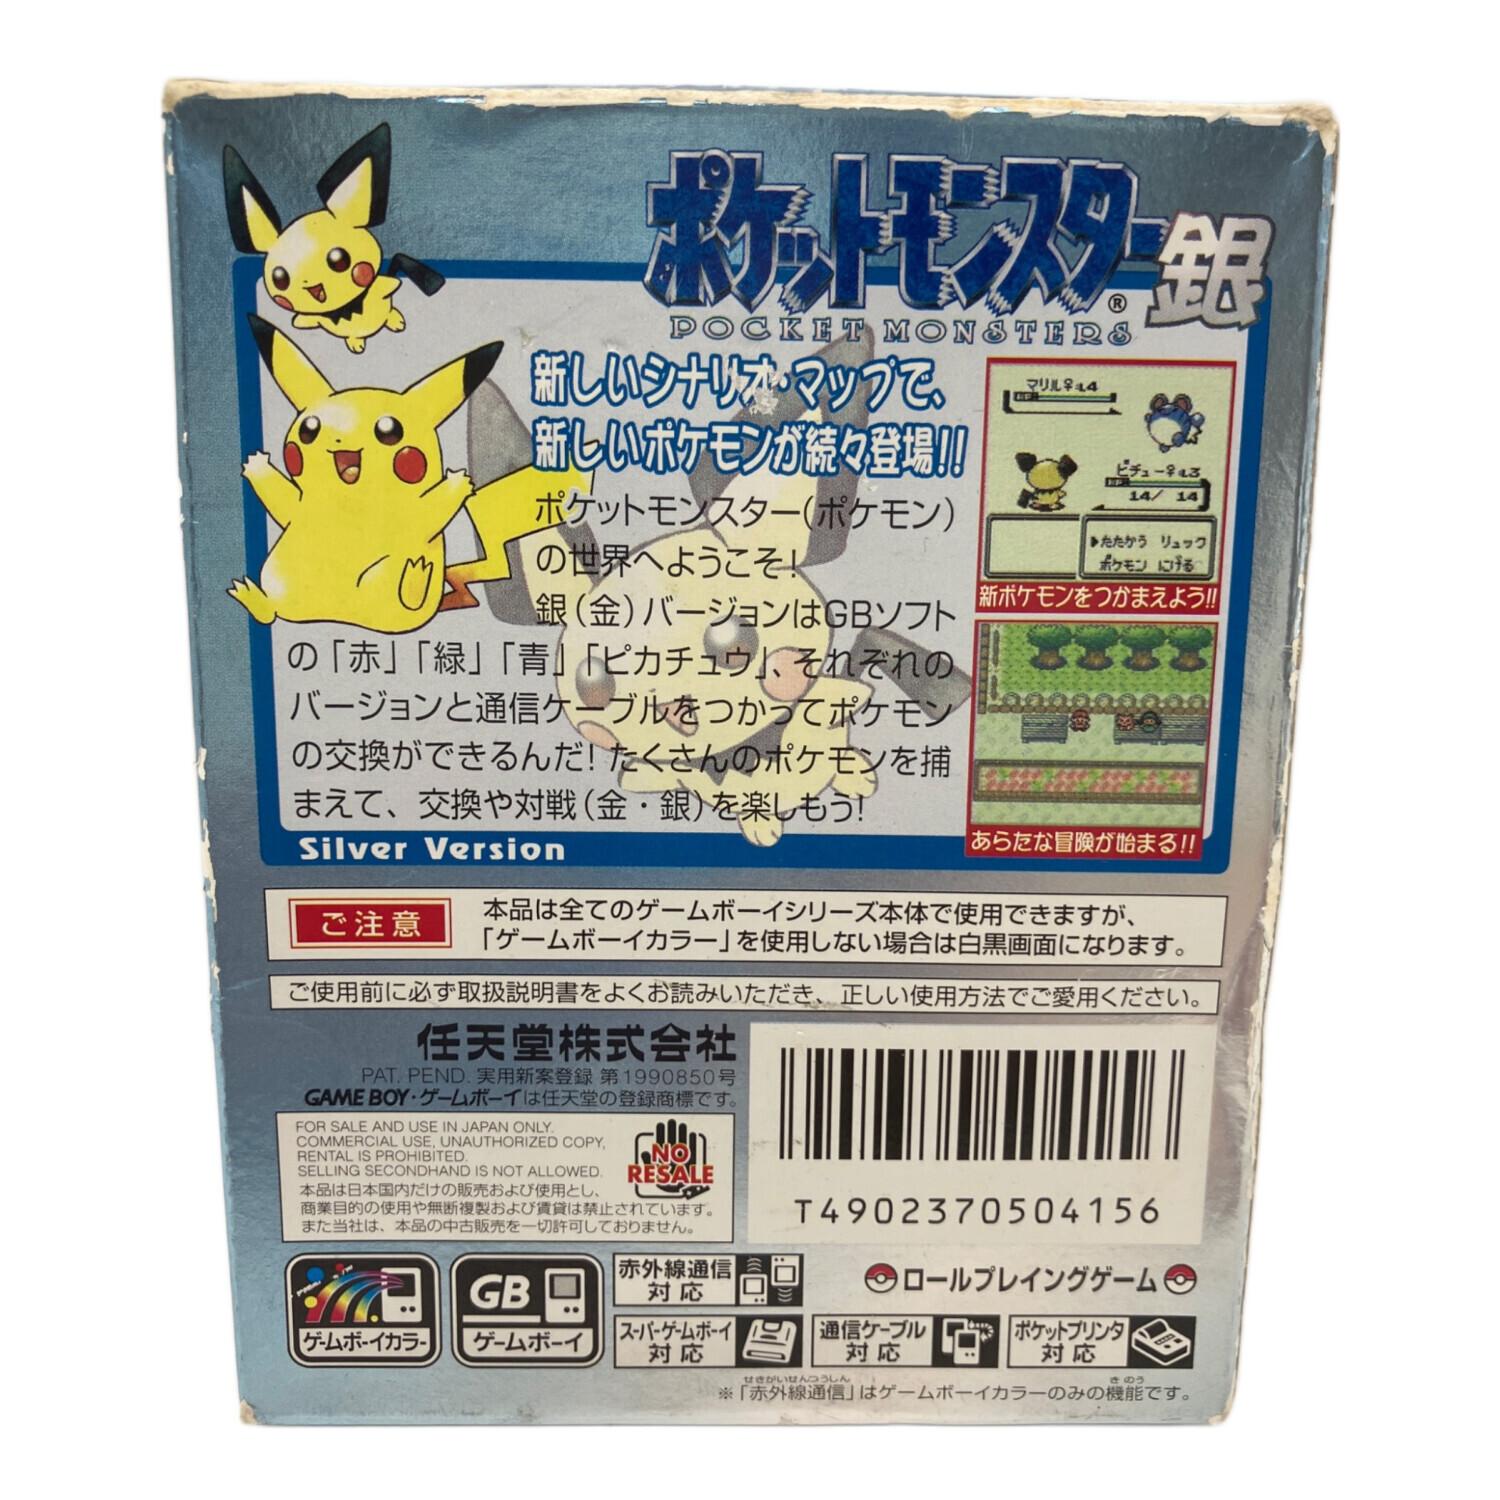 ポケットモンスター銀
POCKET MONSTERS®
新しいシナリオ・マップで、
新しいポケモンが続々登場!!
ポケットモンスター(ポケモン)
の世界へようこそ!
銀(金)バージョンはGBソフト
の「赤」「緑」「青」「ピカチュウ」、それぞれの
バージョンと通信ケーブルをつかってポケモン
の交換ができるんだ! たくさんのポケモンを捕
まえて、交換や対戦(金・銀)を楽しもう!
Silver Version
マリル♀:L4
HP:
ピチュー♀:L3
HP:
14/ 14
▶たたかう リュック
ポケモン にげる
新ポケモンをつかまえよう!!
あらたな冒険が始まる!!
ご注意
本品は全てのゲームボーイシリーズ本体で使用できますが、
「ゲームボーイカラー」を使用しない場合は白黒画面になります。
ご使用前に必ず取扱説明書をよくお読みいただき、正しい使用方法でご愛用ください。
任天堂株式会社
PAT. PEND. 実用新案登録 第1990850号
GAME BOY・ゲームボーイは任天堂の登録商標です。
FOR SALE AND USE IN JAPAN ONLY.
COMMERCIAL USE, UNAUTHORIZED COPY,
RENTAL IS PROHIBITED.
SELLING SECONDHAND IS NOT ALLOWED.
本品は日本国内だけの販売および使用とし、
商業目的の使用や無断複製および賃貸は禁止されています。
また当社は、本品の中古販売を一切許可しておりません。
NO
RESALE
T4902370504156
ゲームボーイカラー
GB
ゲームボーイ
赤外線通信
対応
スーパーゲームボーイ
対応
通信ケーブル
対応
ポケットプリンタ
対応
ロールプレイングゲーム
せきがいせんつうしん きのう
※「赤外線通信」はゲームボーイカラーのみの機能です。